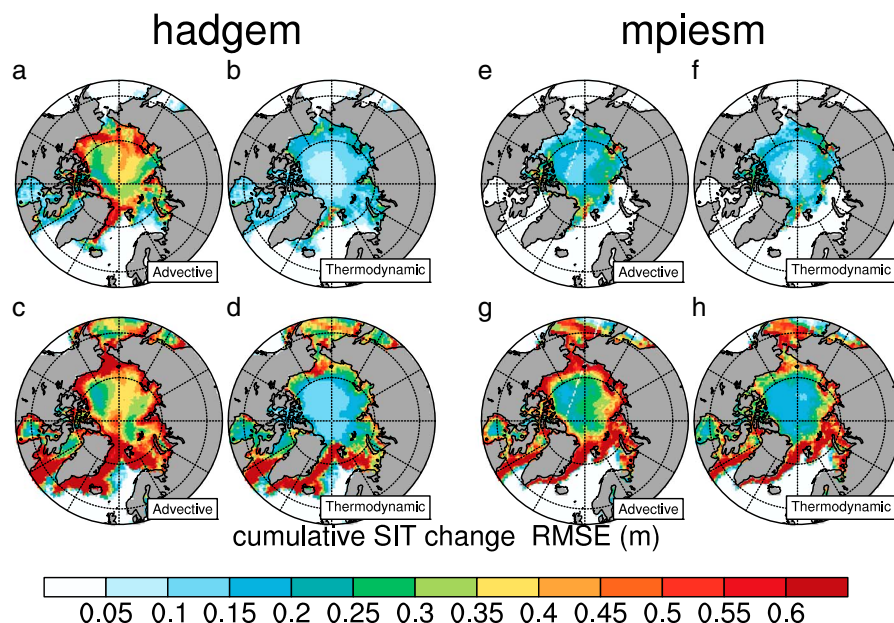 hadgem mpiesm
a b e f
Advective Thermodynamic Advective Thermodynamic
c d g h
Advective Thermodynamic Advective Thermodynamic
cumulative SIT change RMSE (m)
0.05 0.1 0.15 0.2 0.25 0.3 0.35 0.4 0.45 0.5 0.55 0.6